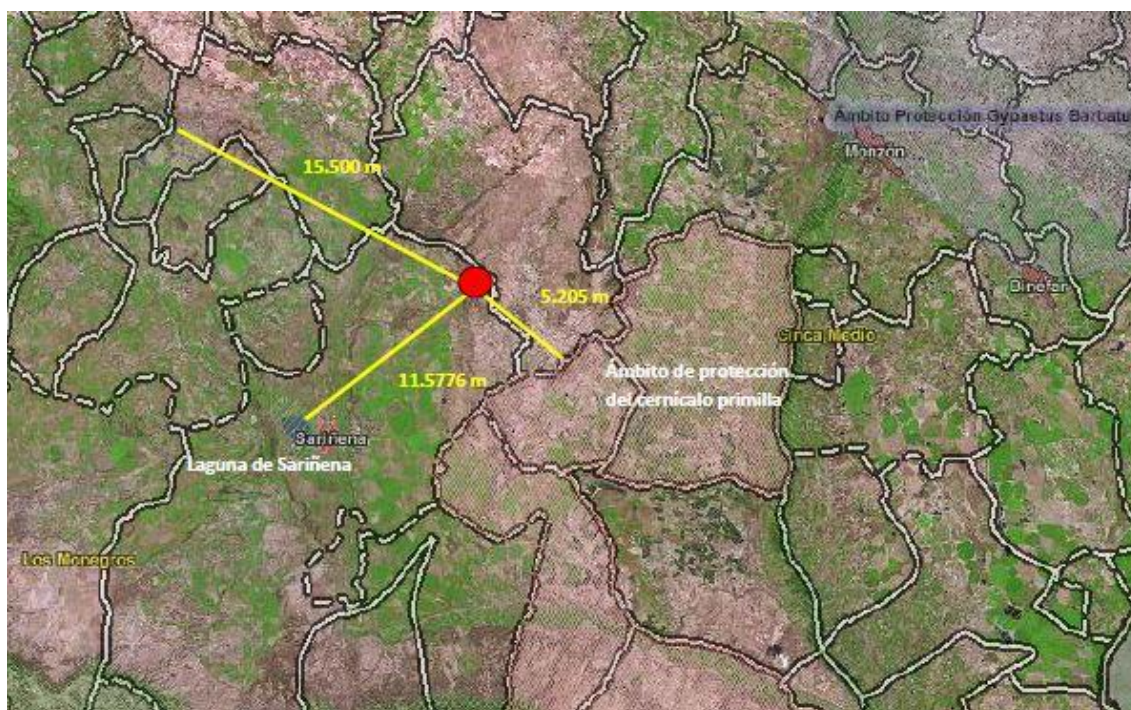 Ámbito Protección Gypaetus Barbatu
Monzón
15.500 m
5.205 m
Binéfar
Cinca Medio
Ámbito de protección
del cernícalo primilla
11.5776 m
Sariñena
Laguna de Sariñena
Los Monegros